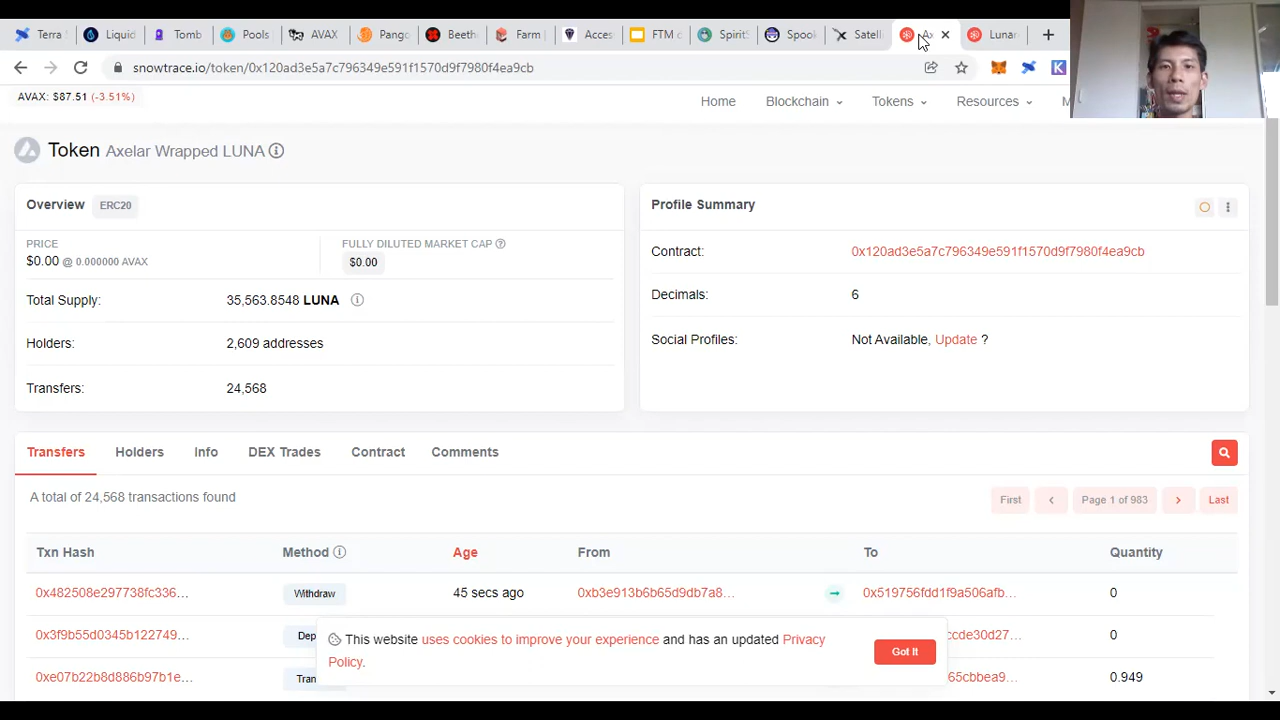 Terra Liquid Tomb Pools AVAX Pango Beeth Farm Acces FTM d Spirit Spook Satell Ax Lunar
snowtrace.io/token/0x120ad3e5a7c796349e591f1570d9f7980f4ea9cb
AVAX: $87.51 (-3.51%)
Home Blockchain Tokens Resources
Token Axelar Wrapped LUNA
Overview ERC20
PRICE
$0.00 @ 0.000000 AVAX
FULLY DILUTED MARKET CAP
$0.00
Total Supply: 35,563.8548 LUNA
Holders: 2,609 addresses
Transfers: 24,568
Profile Summary
Contract: 0x120ad3e5a7c796349e591f1570d9f7980f4ea9cb
Decimals: 6
Social Profiles: Not Available, Update ?
Transfers Holders Info DEX Trades Contract Comments
A total of 24,568 transactions found
First < Page 1 of 983 > Last
Txn Hash Method Age From To Quantity
0x482508e297738fc336... Withdraw 45 secs ago 0xb3e913b6b65d9db7a8... 0x519756fdd1f9a506afb... 0
0x3f9b55d0345b122749... Dep ccde30d27... 0
0xe07b22b8d886b97b1e... Tran 65cbbea9... 0.949
This website uses cookies to improve your experience and has an updated Privacy
Policy.
Got It